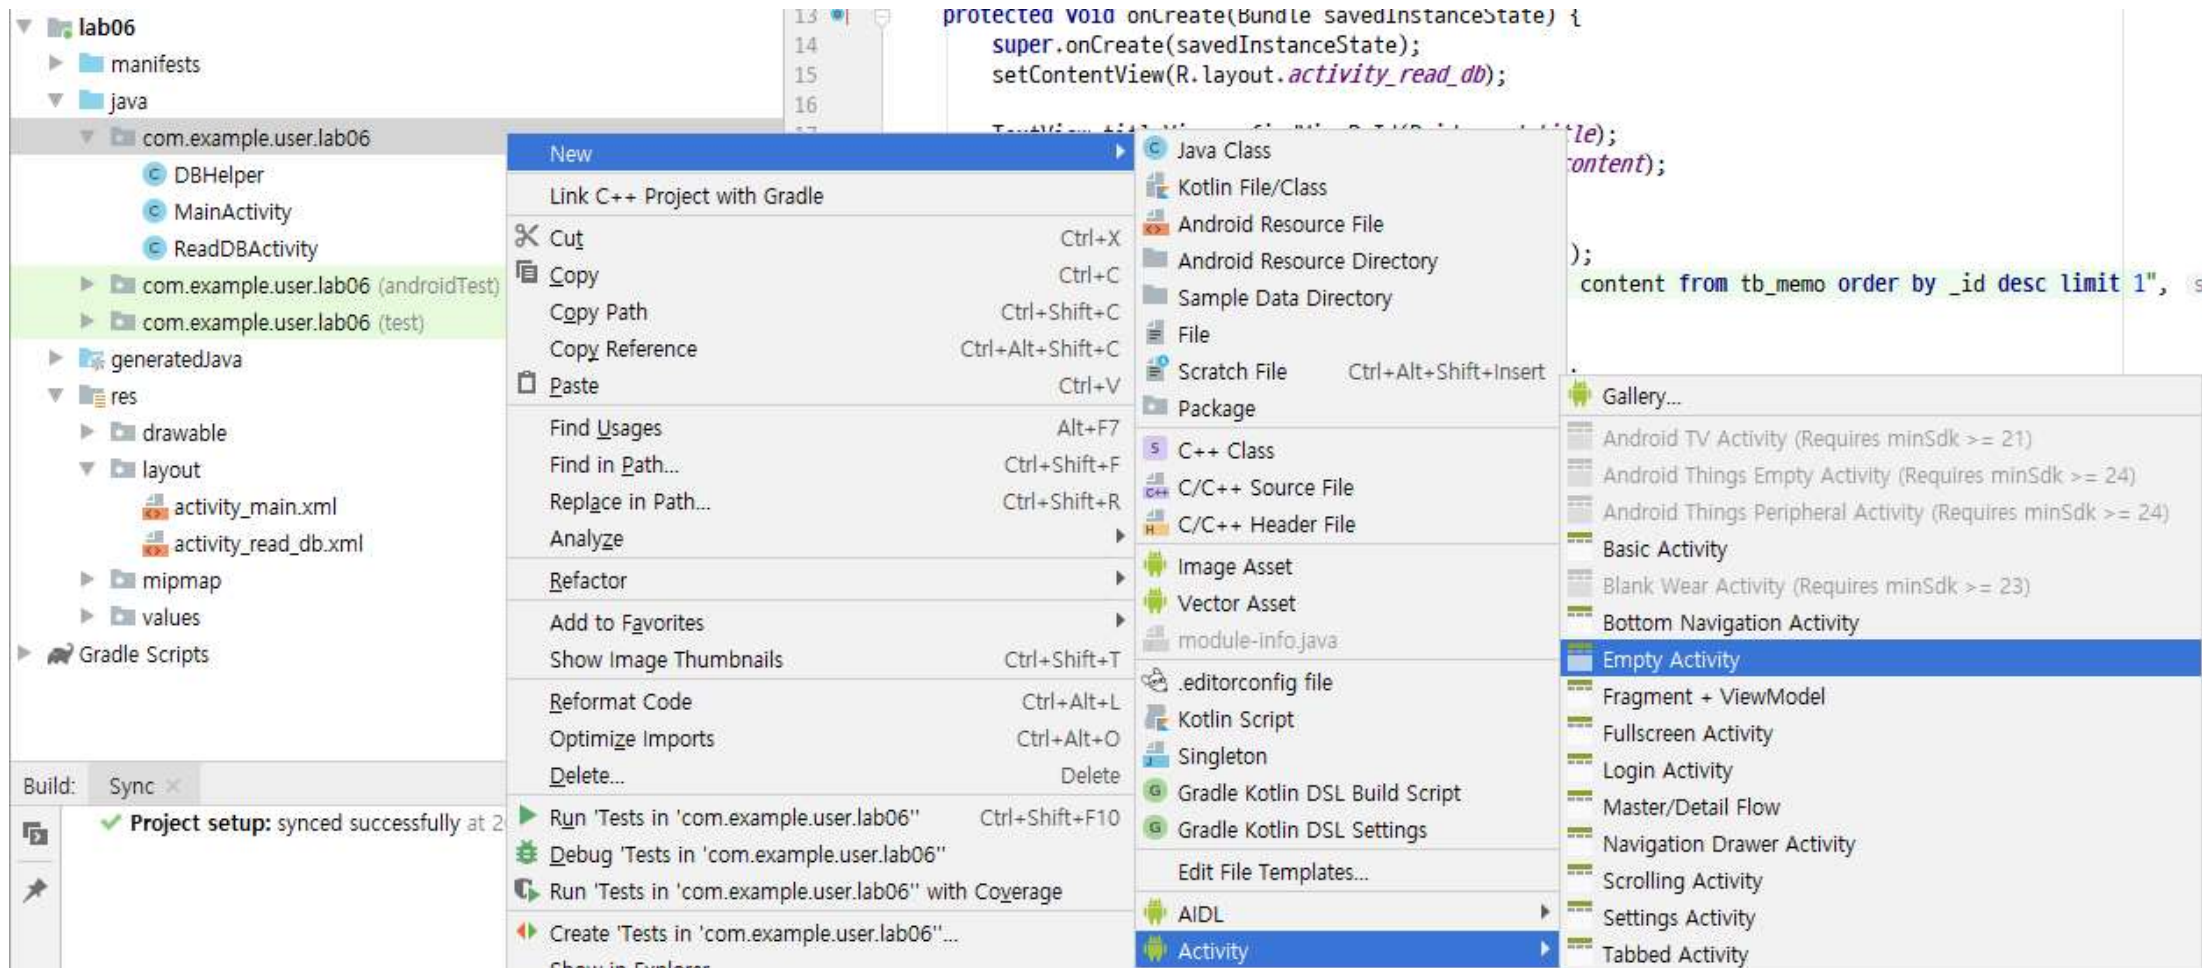 lab06
manifests
java
com.example.user.lab06
DBHelper
MainActivity
ReadDBActivity
com.example.user.lab06 (androidTest)
com.example.user.lab06 (test)
generatedJava
res
drawable
layout
activity_main.xml
activity_read_db.xml
mipmap
values
Gradle Scripts
Build: Sync
Project setup: synced successfully at 2
13 protected void onCreate(Bundle savedInstanceState) {
14 super.onCreate(savedInstanceState);
15 setContentView(R.layout.activity_read_db);
16
tle);
content);
);
content from tb_memo order by _id desc limit 1",
New
Link C++ Project with Gradle
Cut Ctrl+X
Copy Ctrl+C
Copy Path Ctrl+Shift+C
Copy Reference Ctrl+Alt+Shift+C
Paste Ctrl+V
Find Usages Alt+F7
Find in Path... Ctrl+Shift+F
Replace in Path... Ctrl+Shift+R
Analyze
Refactor
Add to Favorites
Show Image Thumbnails Ctrl+Shift+T
Reformat Code Ctrl+Alt+L
Optimize Imports Ctrl+Alt+O
Delete... Delete
Run 'Tests in 'com.example.user.lab06'' Ctrl+Shift+F10
Debug 'Tests in 'com.example.user.lab06''
Run 'Tests in 'com.example.user.lab06'' with Coverage
Create 'Tests in 'com.example.user.lab06''...
Show in Explorer
Java Class
Kotlin File/Class
Android Resource File
Android Resource Directory
Sample Data Directory
File
Scratch File Ctrl+Alt+Shift+Insert
Package
C++ Class
C/C++ Source File
C/C++ Header File
Image Asset
Vector Asset
module-info.java
.editorconfig file
Kotlin Script
Singleton
Gradle Kotlin DSL Build Script
Gradle Kotlin DSL Settings
Edit File Templates...
AIDL
Activity
Gallery...
Android TV Activity (Requires minSdk >= 21)
Android Things Empty Activity (Requires minSdk >= 24)
Android Things Peripheral Activity (Requires minSdk >= 24)
Basic Activity
Blank Wear Activity (Requires minSdk >= 23)
Bottom Navigation Activity
Empty Activity
Fragment + ViewModel
Fullscreen Activity
Login Activity
Master/Detail Flow
Navigation Drawer Activity
Scrolling Activity
Settings Activity
Tabbed Activity